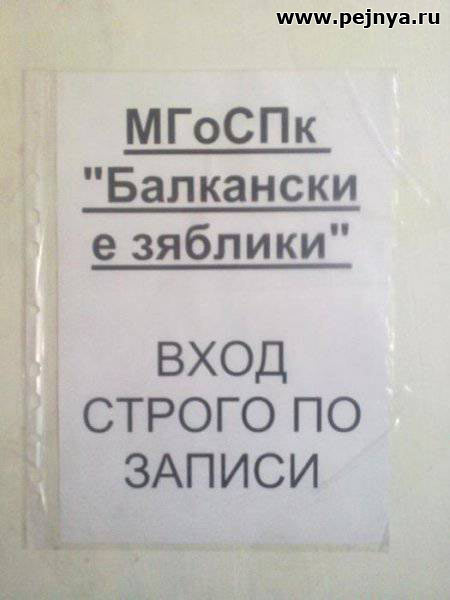 www.pejnya.ru
МГоСПк
"Балкански
е зяблики"
ВХОД
СТРОГО ПО
ЗАПИСИ